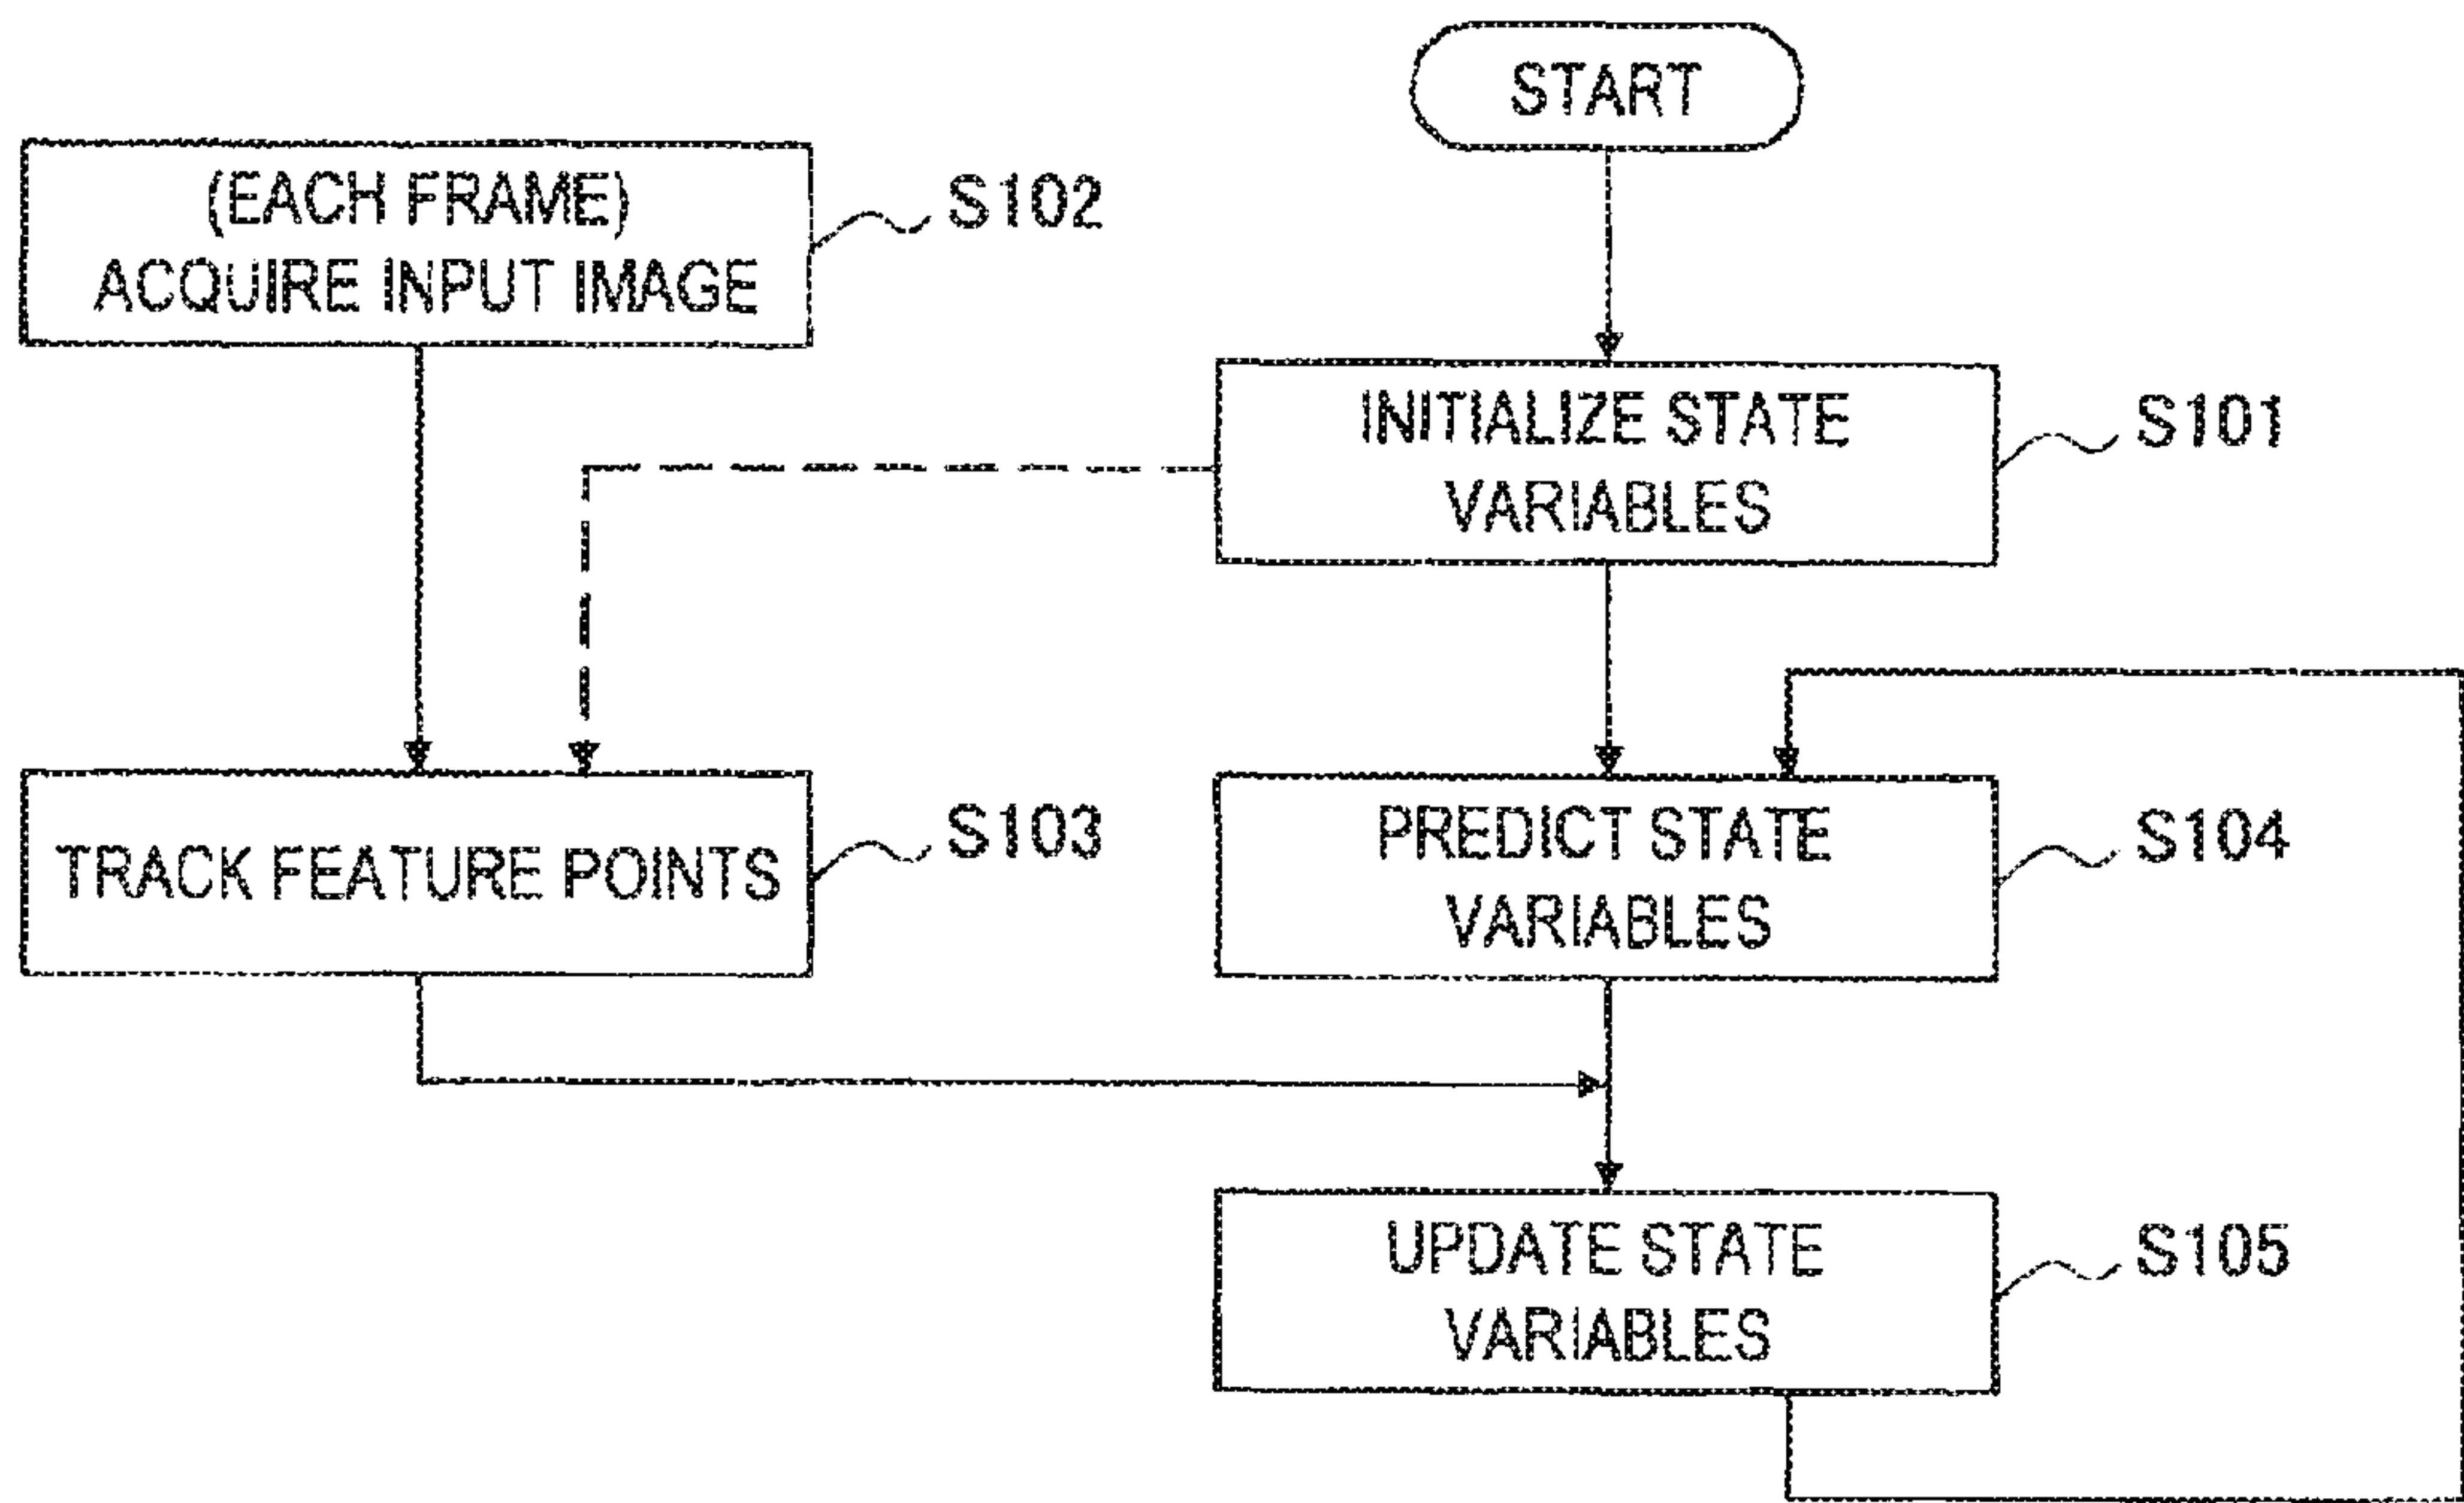 START
(EACH FRAME)
ACQUIRE INPUT IMAGE
S102
INITIALIZE STATE
VARIABLES
S101
TRACK FEATURE POINTS
S103
PREDICT STATE
VARIABLES
S104
UPDATE STATE
VARIABLES
S105